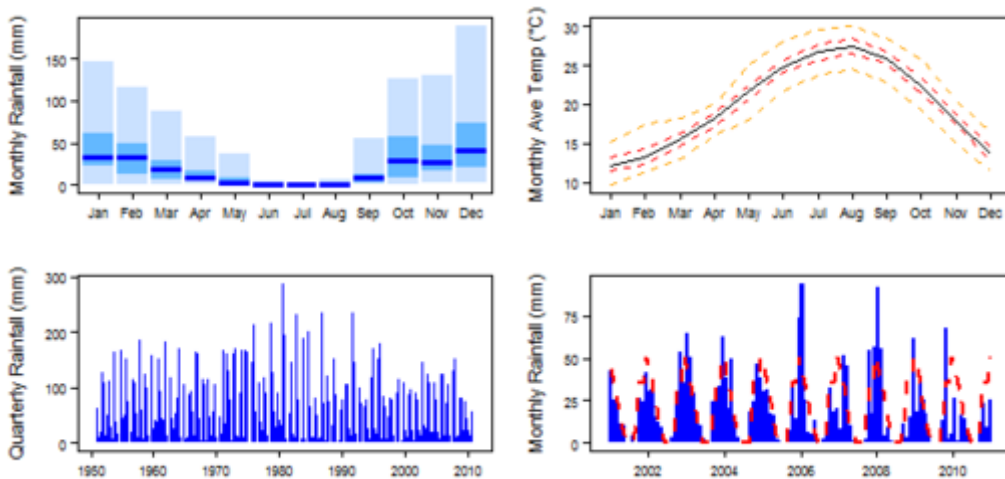 Monthly Rainfall (mm)
150
100
50
0
Jan Feb Mar Apr May Jun Jul Aug Sep Oct Nov Dec
Monthly Ave Temp (°C)
30
25
20
15
10
Jan Feb Mar Apr May Jun Jul Aug Sep Oct Nov Dec
Quarterly Rainfall (mm)
300
200
100
0
1950 1960 1970 1980 1990 2000 2010
Monthly Rainfall (mm)
75
50
25
0
2002 2004 2006 2008 2010